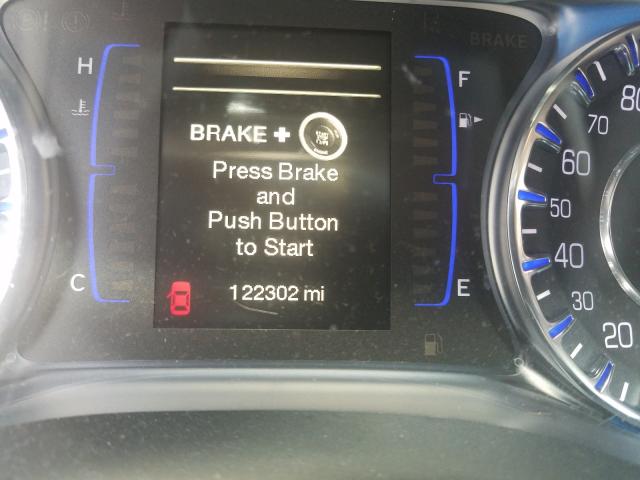 BRAKE
H
F
80
70
60
BRAKE +
Press Brake
and
Push Button
to Start
50
40
C
E
122302 mi
30
20